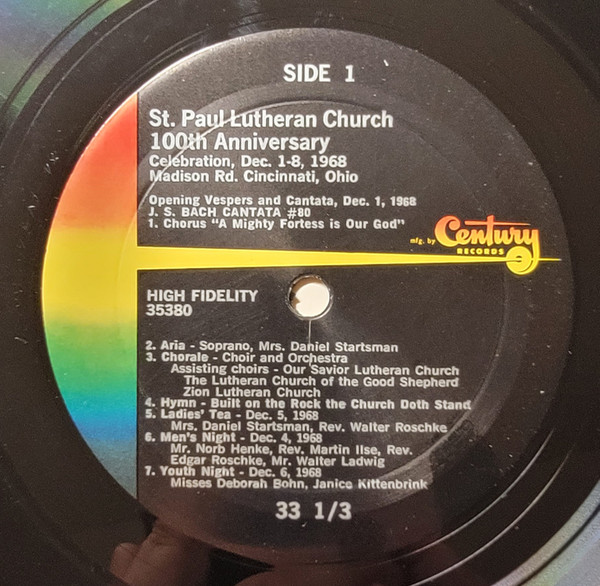 SIDE 1
St. Paul Lutheran Church
100th Anniversary
Celebration, Dec. 1-8, 1968
Madison Rd. Cincinnati, Ohio
Opening Vespers and Cantata, Dec. 1, 1968
J. S. BACH CANTATA #80
1. Chorus "A Mighty Fortess is Our God"
mfg. by Century
RECORDS
HIGH FIDELITY
35380
2. Aria - Soprano, Mrs. Daniel Startsman
3. Chorale - Choir and Orchestra
Assisting choirs - Our Savior Lutheran Church
The Lutheran Church of the Good Shepherd
Zion Lutheran Church
4. Hymn - Built on the Rock the Church Doth Stand
5. Ladies' Tea - Dec. 5, 1968
Mrs. Daniel Startsman, Rev. Walter Roschke
6. Men's Night - Dec. 4, 1968
Mr. Norb Henke, Rev. Martin Ilse, Rev.
Edgar Roschke, Mr. Walter Ladwig
7. Youth Night - Dec. 6, 1968
Misses Deborah Bohn, Janice Kittenbrink
33 1/3